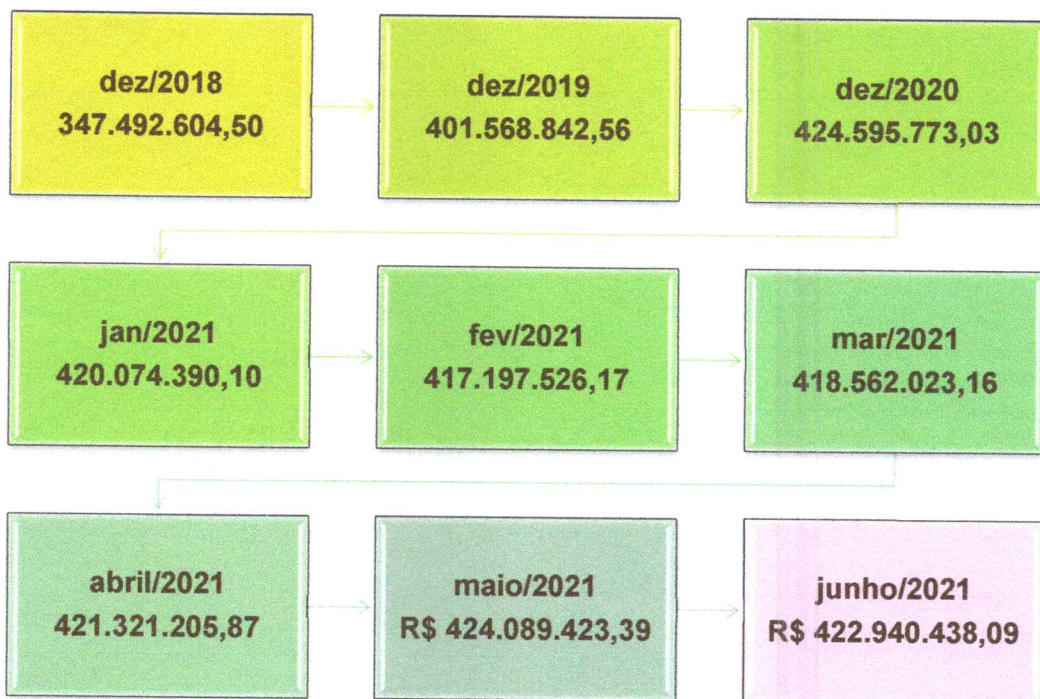 dez/2018
347.492.604,50
dez/2019
401.568.842,56
dez/2020
424.595.773,03
jan/2021
420.074.390,10
fev/2021
417.197.526,17
mar/2021
418.562.023,16
abril/2021
421.321.205,87
maio/2021
R$ 424.089.423,39
junho/2021
R$ 422.940.438,09